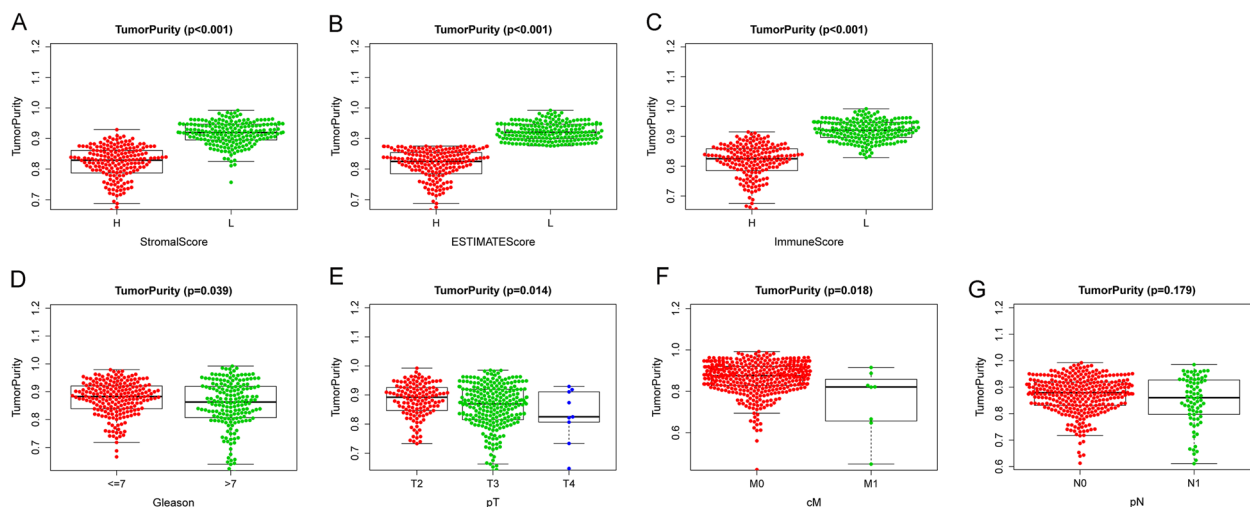 A
TumorPurity (p<0.001)
TumorPurity
1.2
1.1
1.0
0.9
0.8
0.7
H L
StromalScore
B
TumorPurity (p<0.001)
TumorPurity
1.2
1.1
1.0
0.9
0.8
0.7
H L
ESTIMATEScore
C
TumorPurity (p<0.001)
TumorPurity
1.2
1.1
1.0
0.9
0.8
0.7
H L
ImmuneScore
D
TumorPurity (p=0.039)
TumorPurity
1.2
1.1
1.0
0.9
0.8
0.7
<=7 >7
Gleason
E
TumorPurity (p=0.014)
TumorPurity
1.2
1.1
1.0
0.9
0.8
0.7
T2 T3 T4
pT
F
TumorPurity (p=0.018)
TumorPurity
1.2
1.0
0.8
0.6
M0 M1
cM
G
TumorPurity (p=0.179)
TumorPurity
1.2
1.1
1.0
0.9
0.8
0.7
0.6
N0 N1
pN